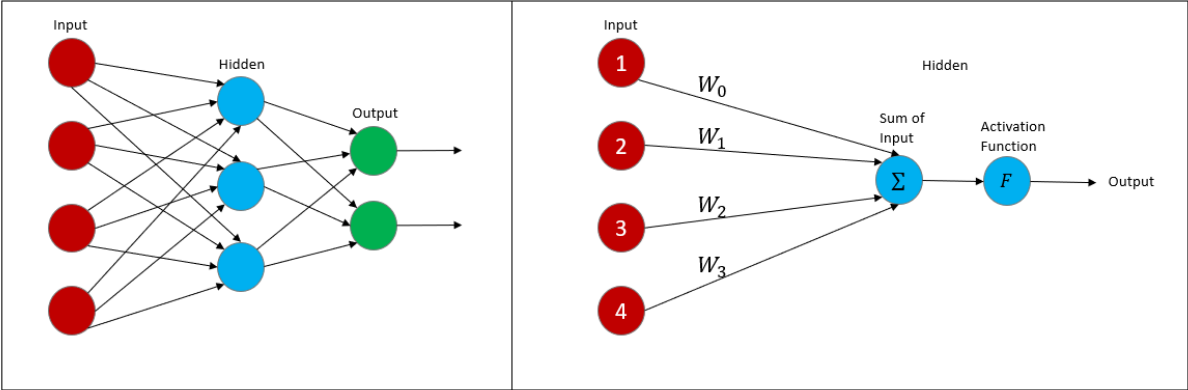 Input
Hidden
Output
Input
1
2
3
4
W0
W1
W2
W3
Hidden
Sum of
Input
Σ
Activation
Function
F
Output